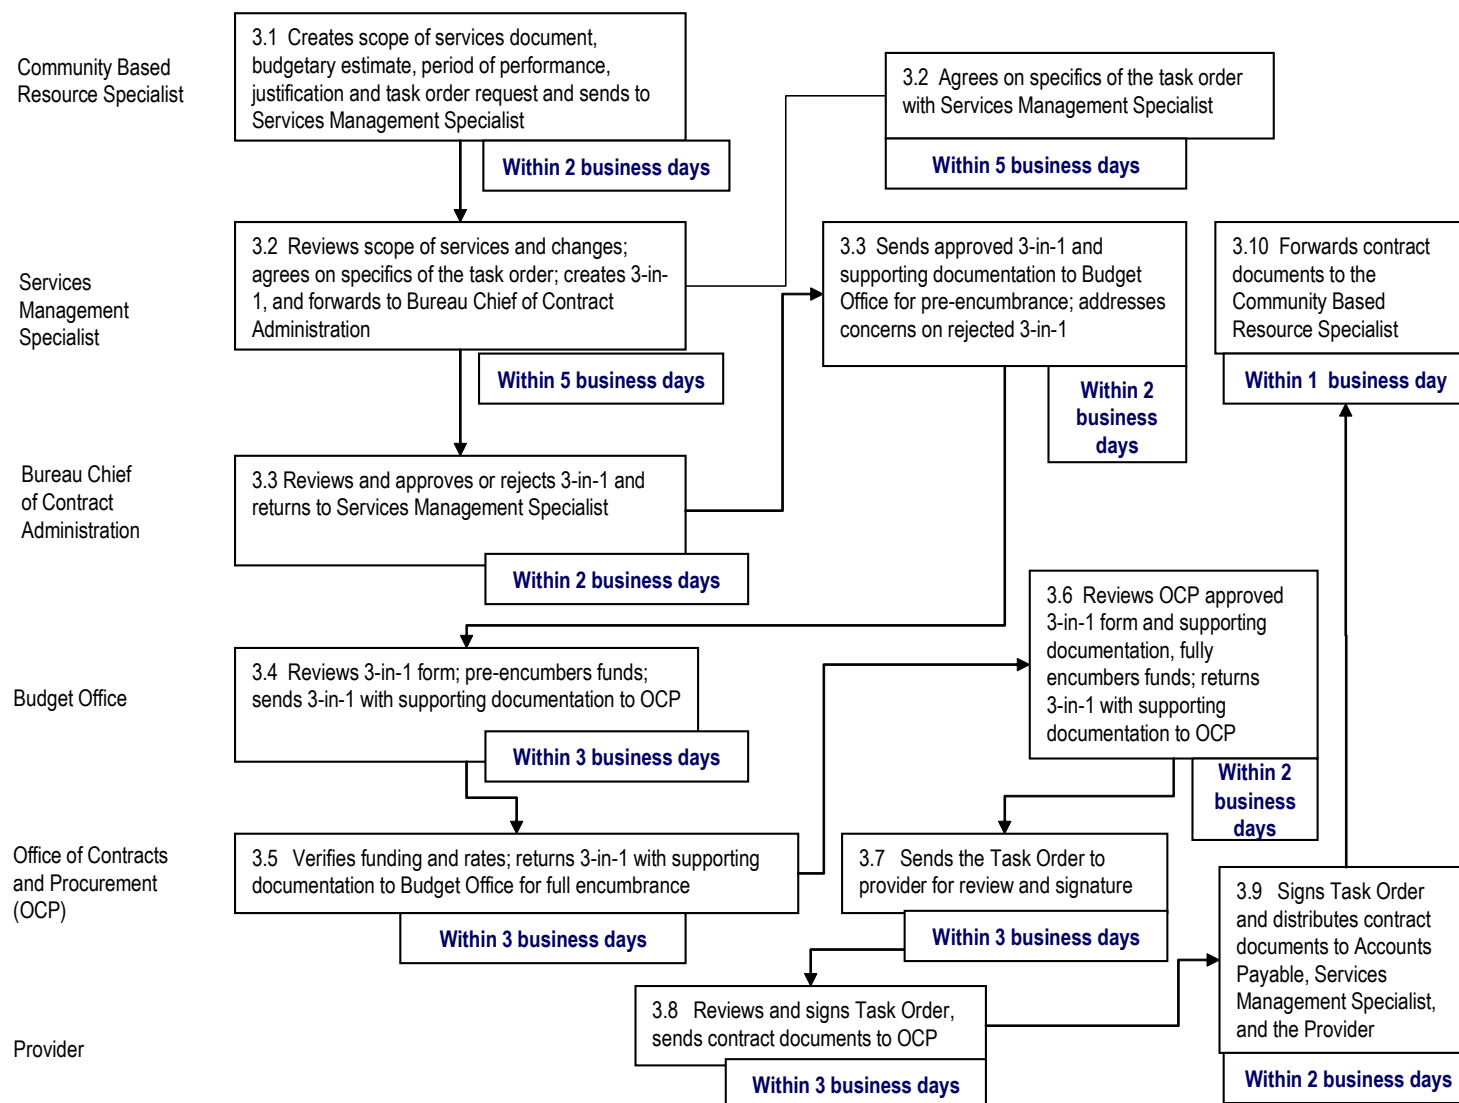 Community Based
Resource Specialist
3.1 Creates scope of services document,
budgetary estimate, period of performance,
justification and task order request and sends to
Services Management Specialist
Within 2 business days
3.2 Agrees on specifics of the task order
with Services Management Specialist
Within 5 business days
Services
Management
Specialist
3.2 Reviews scope of services and changes;
agrees on specifics of the task order; creates 3-in-
1, and forwards to Bureau Chief of Contract
Administration
Within 5 business days
3.3 Sends approved 3-in-1 and
supporting documentation to Budget
Office for pre-encumbrance; addresses
concerns on rejected 3-in-1
Within 2
business
days
3.10 Forwards contract
documents to the
Community Based
Resource Specialist
Within 1 business day
Bureau Chief
of Contract
Administration
3.3 Reviews and approves or rejects 3-in-1 and
returns to Services Management Specialist
Within 2 business days
Budget Office
3.4 Reviews 3-in-1 form; pre-encumbers funds;
sends 3-in-1 with supporting documentation to OCP
Within 3 business days
3.6 Reviews OCP approved
3-in-1 form and supporting
documentation, fully
encumbers funds; returns
3-in-1 with supporting
documentation to OCP
Within 2
business
days
Office of Contracts
and Procurement
(OCP)
3.5 Verifies funding and rates; returns 3-in-1 with supporting
documentation to Budget Office for full encumbrance
Within 3 business days
3.7 Sends the Task Order to
provider for review and signature
Within 3 business days
3.9 Signs Task Order
and distributes contract
documents to Accounts
Payable, Services
Management Specialist,
and the Provider
Within 2 business days
Provider
3.8 Reviews and signs Task Order,
sends contract documents to OCP
Within 3 business days